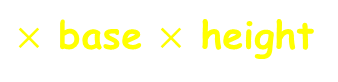 × base × height